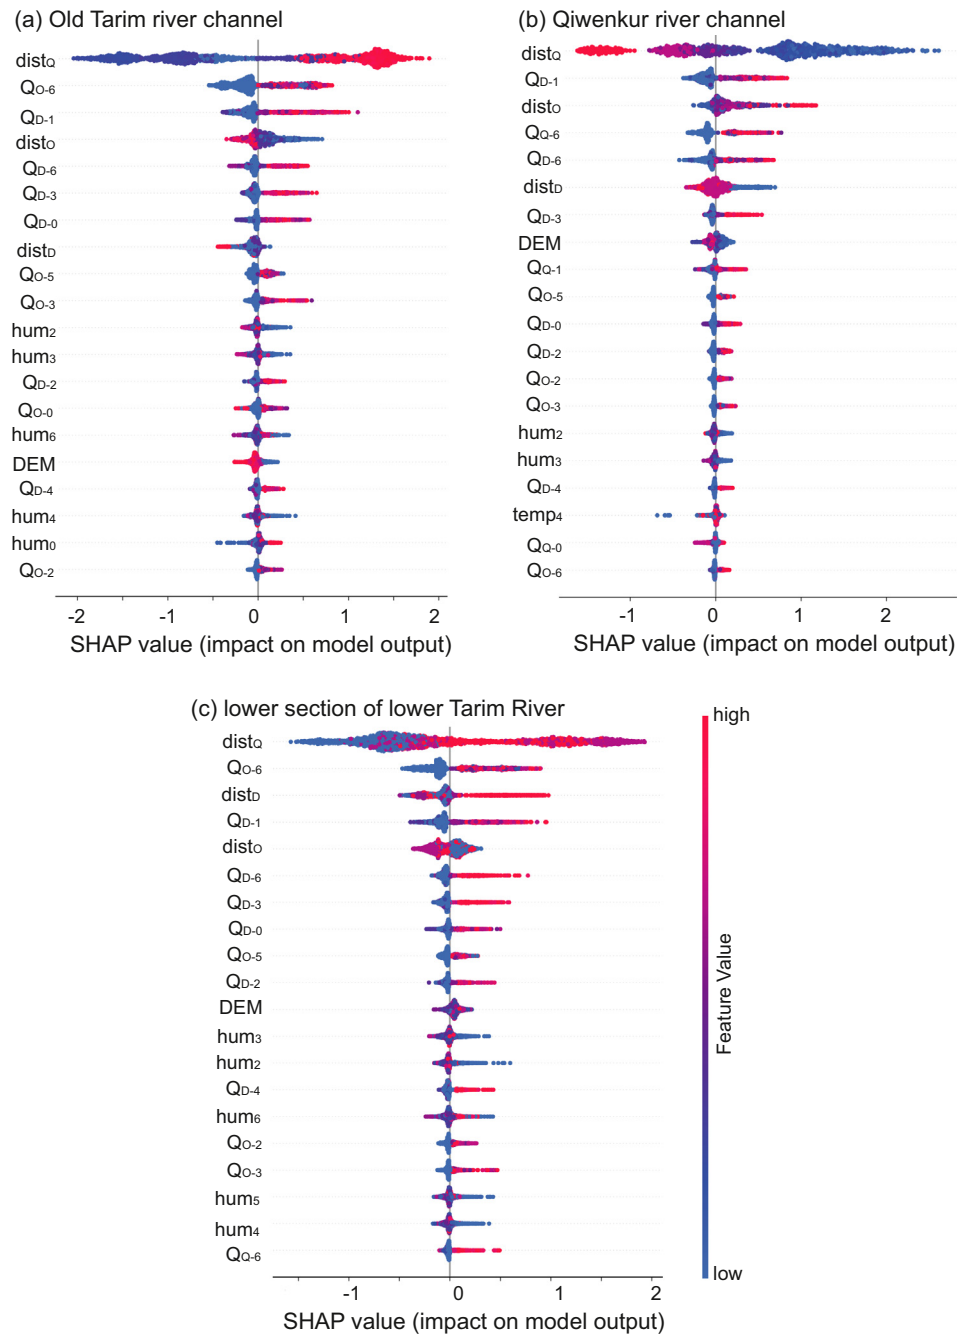 (a) Old Tarim river channel
distQ
QO-6
QD-1
distO
QD-6
QD-3
QD-0
distD
QO-5
QO-3
hum2
hum3
QD-2
QO-0
hum6
DEM
QD-4
hum4
hum0
QO-2
-2 -1 0 1 2
SHAP value (impact on model output)
(b) Qiwenkur river channel
distQ
QD-1
distO
QQ-6
QD-6
distD
QD-3
DEM
QQ-1
QO-5
QD-0
QD-2
QO-2
QO-3
hum2
hum3
QD-4
temp4
QQ-0
QO-6
-1 0 1 2
SHAP value (impact on model output)
(c) lower section of lower Tarim River
distQ
QO-6
distD
QD-1
distO
QD-6
QD-3
QD-0
QO-5
QD-2
DEM
hum3
hum2
QD-4
hum6
QO-2
QO-3
hum5
hum4
QQ-6
-1 0 1 2
SHAP value (impact on model output)
high
Feature Value
low